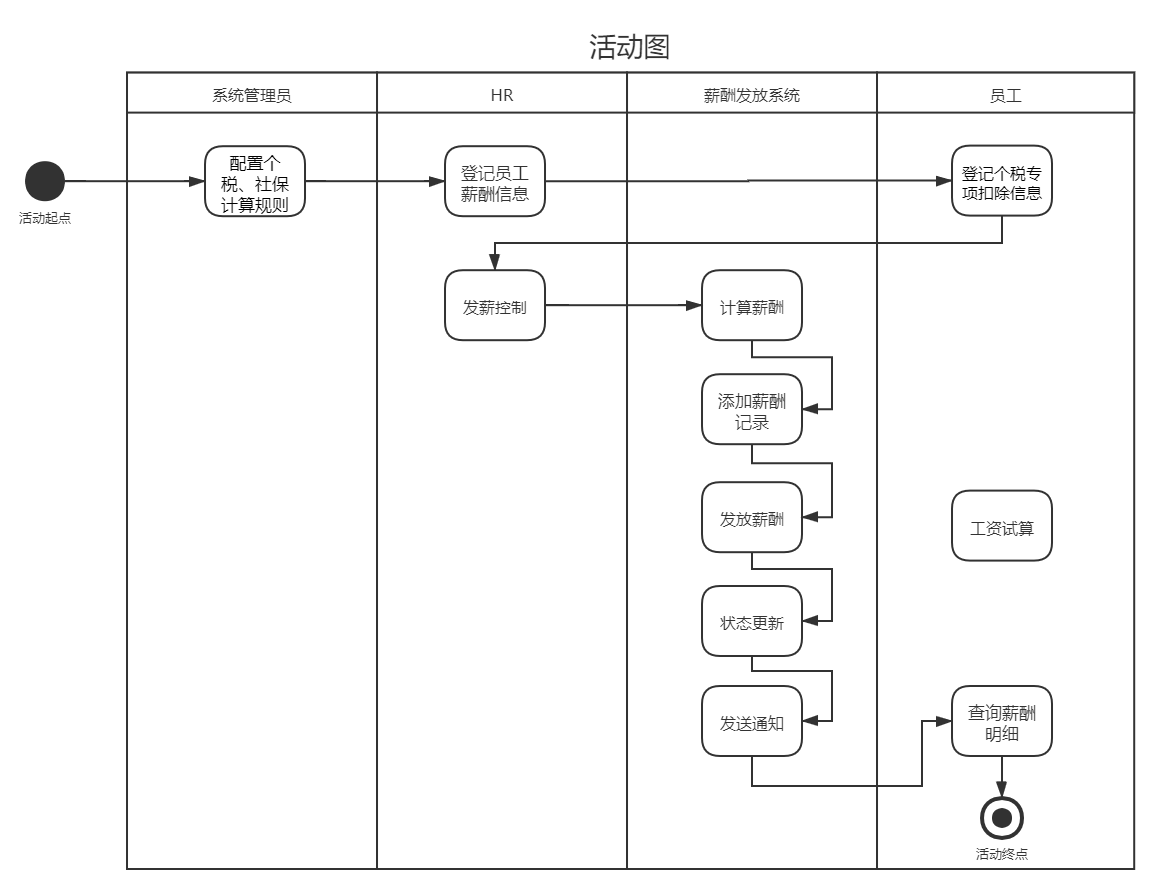 活动图
系统管理员
HR
薪酬发放系统
员工
活动起点
配置个
税、社保
计算规则
登记员工
薪酬信息
登记个税专
项扣除信息
发薪控制
计算薪酬
添加薪酬
记录
发放薪酬
工资试算
状态更新
发送通知
查询薪酬
明细
活动终点